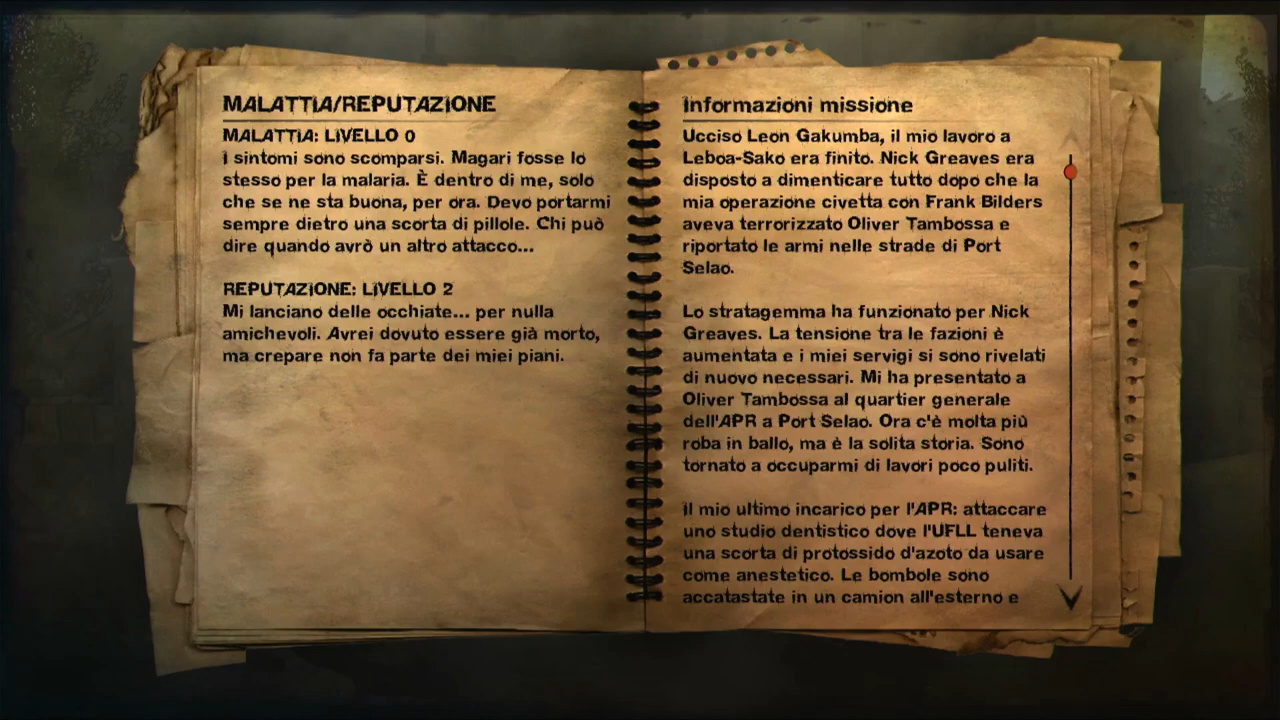 MALATTIA/REPUTAZIONE
MALATTIA: LIVELLO 0
I sintomi sono scomparsi. Magari fosse lo
stesso per la malaria. È dentro di me, solo
che se ne sta buona, per ora. Devo portarmi
sempre dietro una scorta di pillole. Chi può
dire quando avrò un altro attacco...
REPUTAZIONE: LIVELLO 2
Mi lanciano delle occhiate... per nulla
amichevoli. Avrei dovuto essere già morto,
ma crepare non fa parte dei miei piani.
Informazioni missione
Ucciso Leon Gakumba, il mio lavoro a
Leboa-Sako era finito. Nick Greaves era
disposto a dimenticare tutto dopo che la
mia operazione civetta con Frank Bilders
aveva terrorizzato Oliver Tambossa e
riportato le armi nelle strade di Port
Selao.
Lo stratagemma ha funzionato per Nick
Greaves. La tensione tra le fazioni è
aumentata e i miei servigi si sono rivelati
di nuovo necessari. Mi ha presentato a
Oliver Tambossa al quartier generale
dell'APR a Port Selao. Ora c'è molta più
roba in ballo, ma è la solita storia. Sono
tornato a occuparmi di lavori poco puliti.
Il mio ultimo incarico per l'APR: attaccare
uno studio dentistico dove l'UFLL teneva
una scorta di protossido d'azoto da usare
come anestetico. Le bombole sono
accatastate in un camion all'esterno e